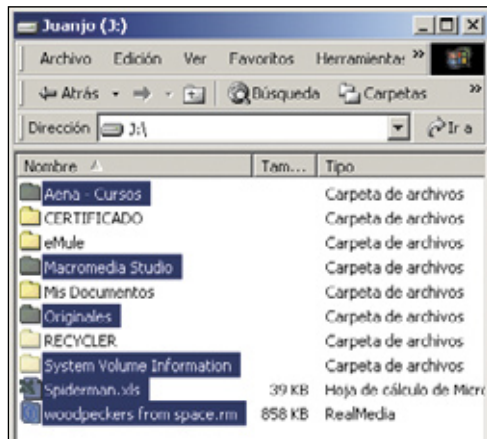 Juanjo (J:)
Archivo Edición Ver Favoritos Herramientas »
Atrás Búsqueda Carpetas »
Dirección J:\ Ir a
Nombre Tam... Tipo
Aena - Cursos Carpeta de archivos
CERTIFICADO Carpeta de archivos
eMule Carpeta de archivos
Macromedia Studio Carpeta de archivos
Mis Documentos Carpeta de archivos
Originales Carpeta de archivos
RECYCLER Carpeta de archivos
System Volume Information Carpeta de archivos
Spiderman.xls 39 KB Hoja de cálculo de Micro
woodpeckers from space.rm 858 KB RealMedia